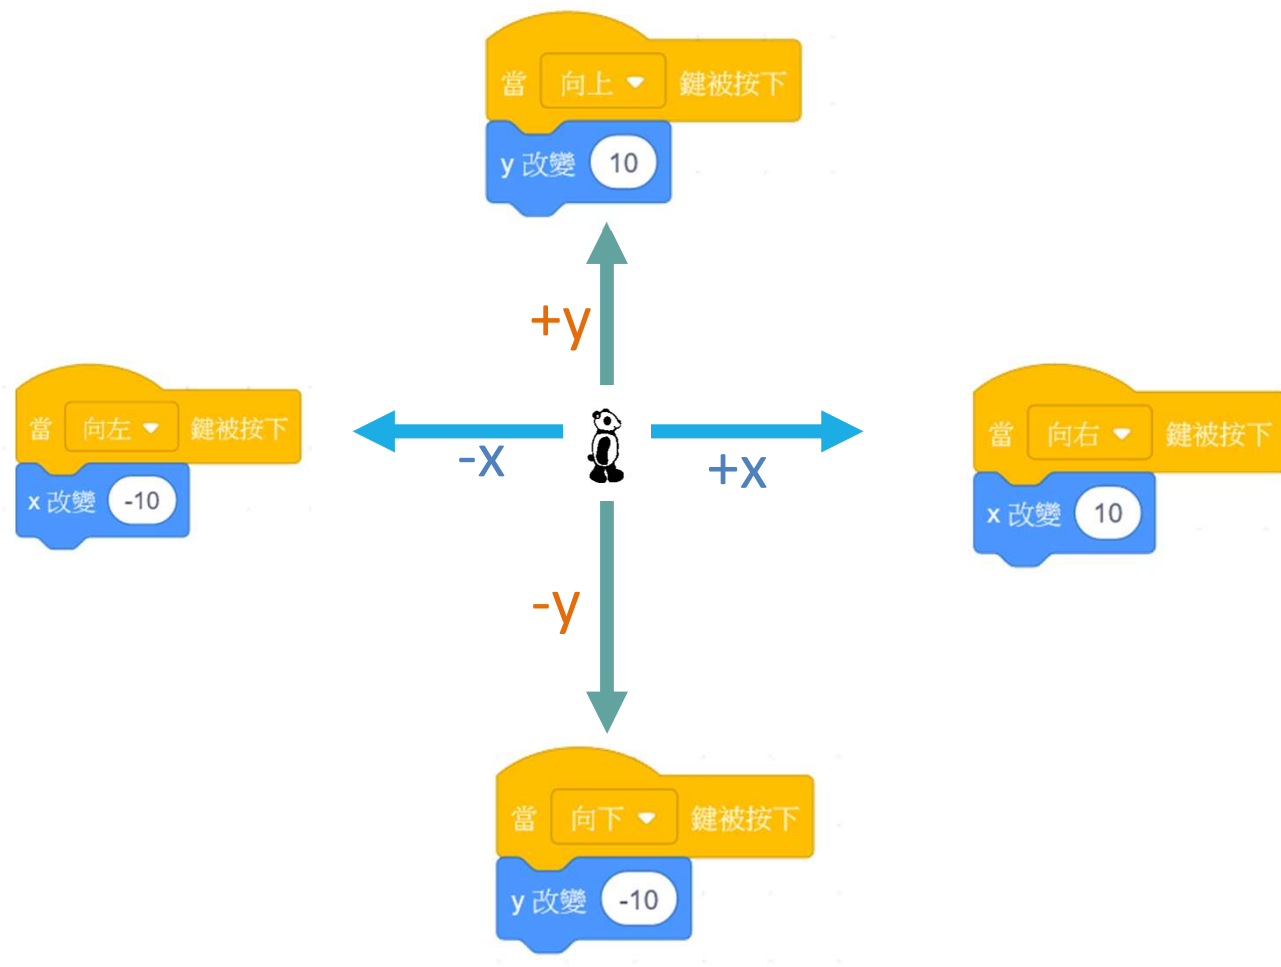 當 向上 鍵被按下
y 改變 10
+y
當 向左 鍵被按下
x 改變 -10
-x
+x
當 向右 鍵被按下
x 改變 10
-y
當 向下 鍵被按下
y 改變 -10